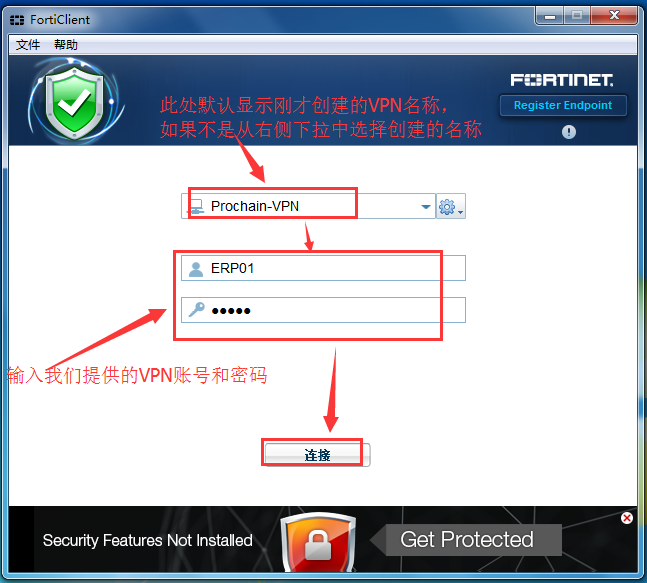 FortiClient
文件 帮助
FORTINET.
Register Endpoint
此处默认显示刚才创建的VPN名称，
如果不是从右侧下拉中选择创建的名称
Prochain-VPN
ERP01
●●●●●
输入我们提供的VPN账号和密码
连接
Security Features Not Installed
Get Protected